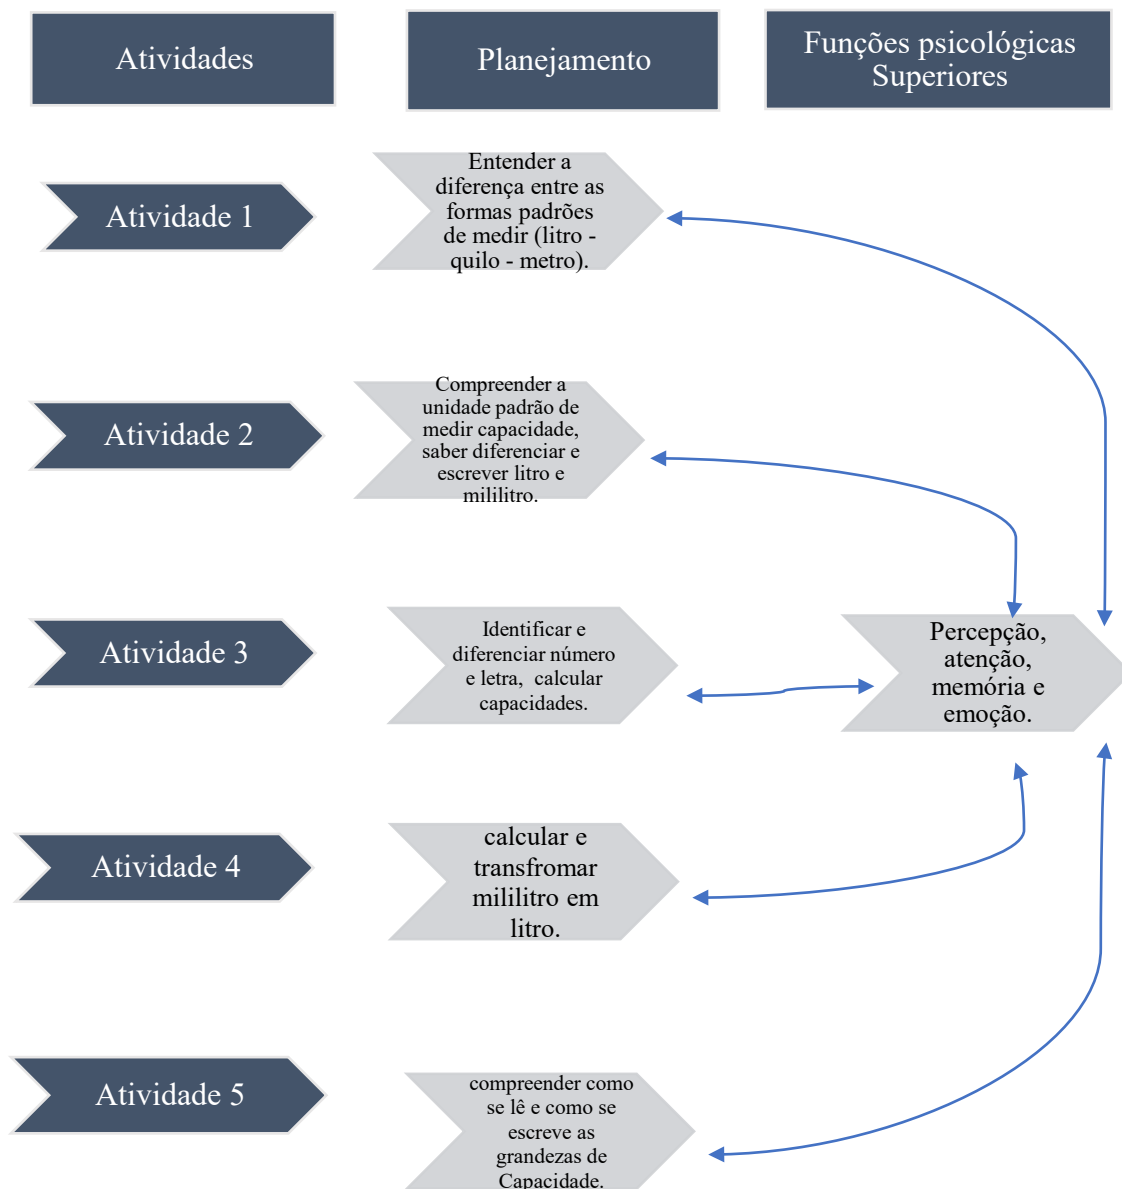 Atividades
Planejamento
Funções psicológicas
Superiores
Atividade 1
Entender a
diferença entre as
formas padrões
de medir (litro -
quilo - metro).
Atividade 2
Compreender a
unidade padrão de
medir capacidade,
saber diferenciar e
escrever litro e
mililitro.
Atividade 3
Identificar e
diferenciar número
e letra, calcular
capacidades.
Percepção,
atenção,
memória e
emoção.
Atividade 4
calcular e
transfromar
mililitro em
litro.
Atividade 5
compreender como
se lê e como se
escreve as
grandezas de
Capacidade.